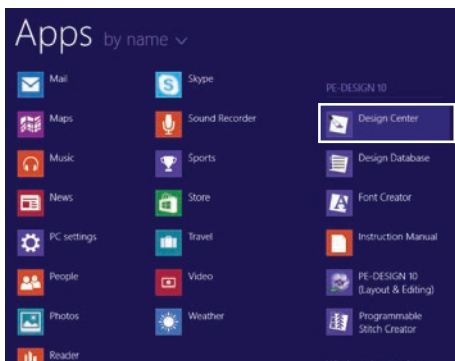 Apps by name
Mail
Maps
Music
News
PC settings
People
Photos
Reader
Skype
Sound Recorder
Sports
Store
Travel
Video
Weather
PE-DESIGN 10
Design Center
Design Database
Font Creator
Instruction Manual
PE-DESIGN 10
(Layout & Editing)
Programmable
Stitch Creator